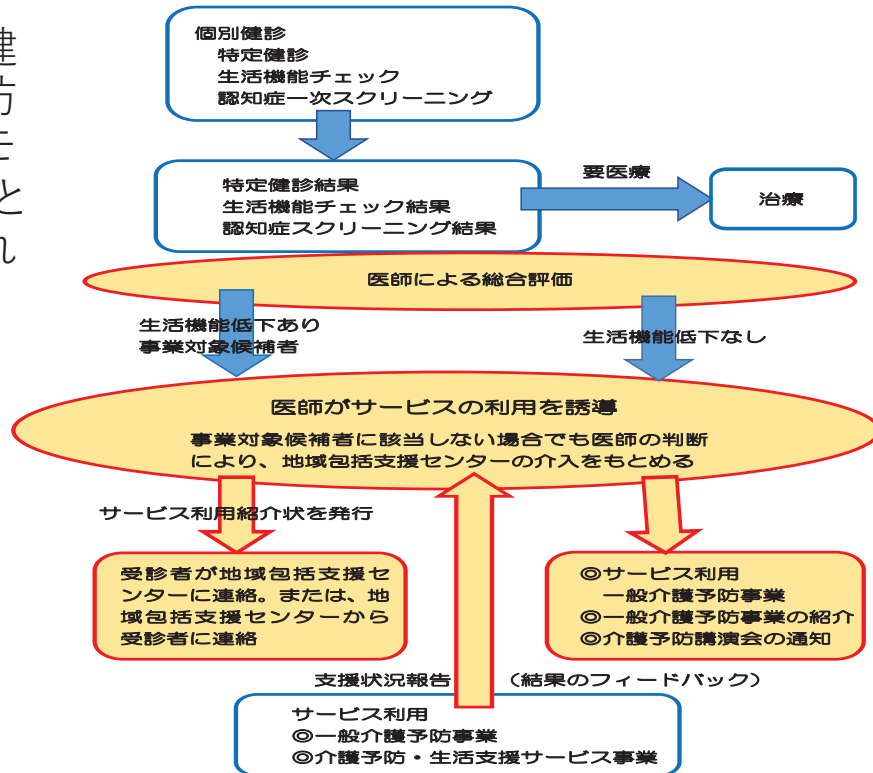 建
方
と
れ
個別健診
特定健診
生活機能チェック
認知症一次スクリーニング
特定健診結果
生活機能チェック結果
認知症スクリーニング結果
要医療
治療
医師による総合評価
生活機能低下あり
事業対象候補者
生活機能低下なし
医師がサービスの利用を誘導
事業対象候補者に該当しない場合でも医師の判断
により、地域包括支援センターの介入をもとめる
サービス利用紹介状を発行
受診者が地域包括支援セ
ンターに連絡。または、地
域包括支援センターから
受診者に連絡
◎サービス利用
一般介護予防事業
◎一般介護予防事業の紹介
◎介護予防講演会の通知
支援状況報告 (結果のフィードバック)
サービス利用
◎一般介護予防事業
◎介護予防・生活支援サービス事業